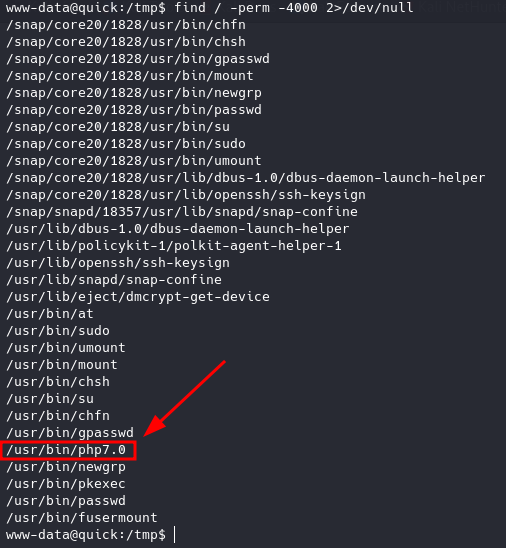 www-data@quick:/tmp$ find / -perm -4000 2>/dev/null
/snap/core20/1828/usr/bin/chfn
/snap/core20/1828/usr/bin/chsh
/snap/core20/1828/usr/bin/gpasswd
/snap/core20/1828/usr/bin/mount
/snap/core20/1828/usr/bin/newgrp
/snap/core20/1828/usr/bin/passwd
/snap/core20/1828/usr/bin/su
/snap/core20/1828/usr/bin/sudo
/snap/core20/1828/usr/bin/umount
/snap/core20/1828/usr/lib/dbus-1.0/dbus-daemon-launch-helper
/snap/core20/1828/usr/lib/openssh/ssh-keysign
/snap/snapd/18357/usr/lib/snapd/snap-confine
/usr/lib/dbus-1.0/dbus-daemon-launch-helper
/usr/lib/policykit-1/polkit-agent-helper-1
/usr/lib/openssh/ssh-keysign
/usr/lib/snapd/snap-confine
/usr/lib/eject/dmcrypt-get-device
/usr/bin/at
/usr/bin/sudo
/usr/bin/umount
/usr/bin/mount
/usr/bin/chsh
/usr/bin/su
/usr/bin/chfn
/usr/bin/gpasswd
/usr/bin/php7.0
/usr/bin/newgrp
/usr/bin/pkexec
/usr/bin/passwd
/usr/bin/fusermount
www-data@quick:/tmp$